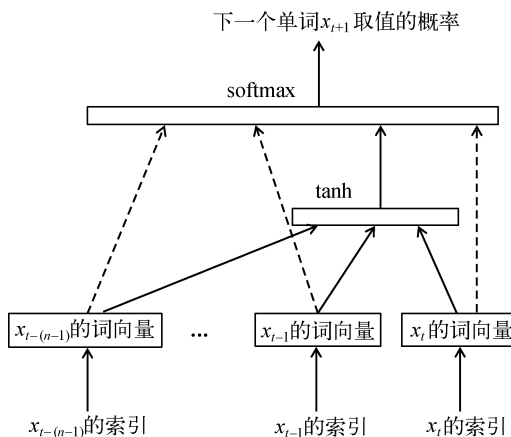 下一个单词x_{t+1}取值的概率
softmax
tanh
x_{t-(n-1)}的词向量 ... x_{t-1}的词向量 x_t的词向量
x_{t-(n-1)}的索引 x_{t-1}的索引 x_t的索引